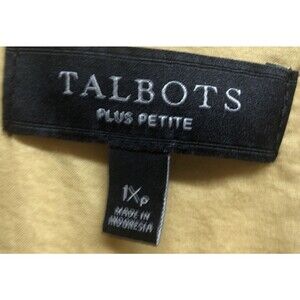 TALBOTS
PLUS PETITE
1Xp
MADE IN
INDONESIA